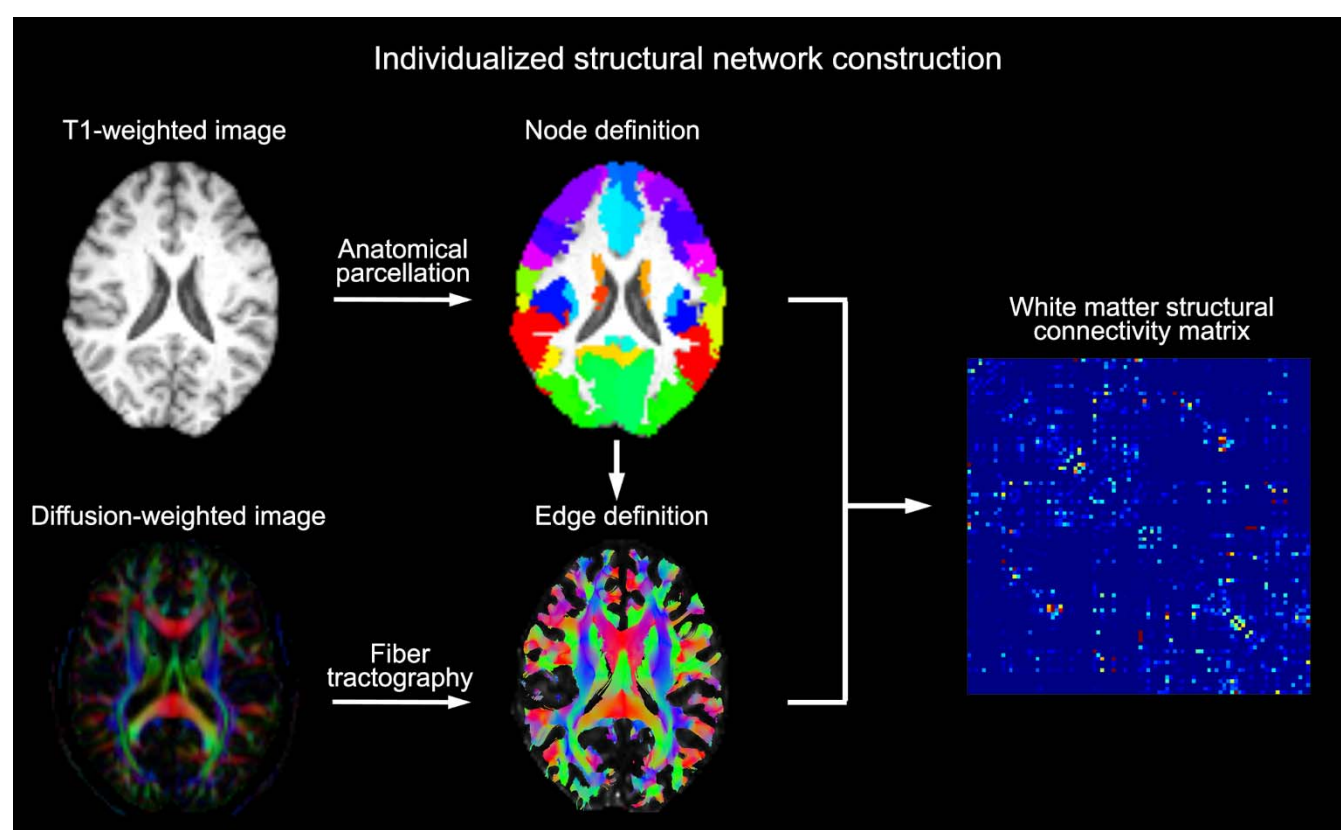 Individualized structural network construction
T1-weighted image
Node definition
Anatomical
parcellation
White matter structural
connectivity matrix
Diffusion-weighted image
Edge definition
Fiber
tractography